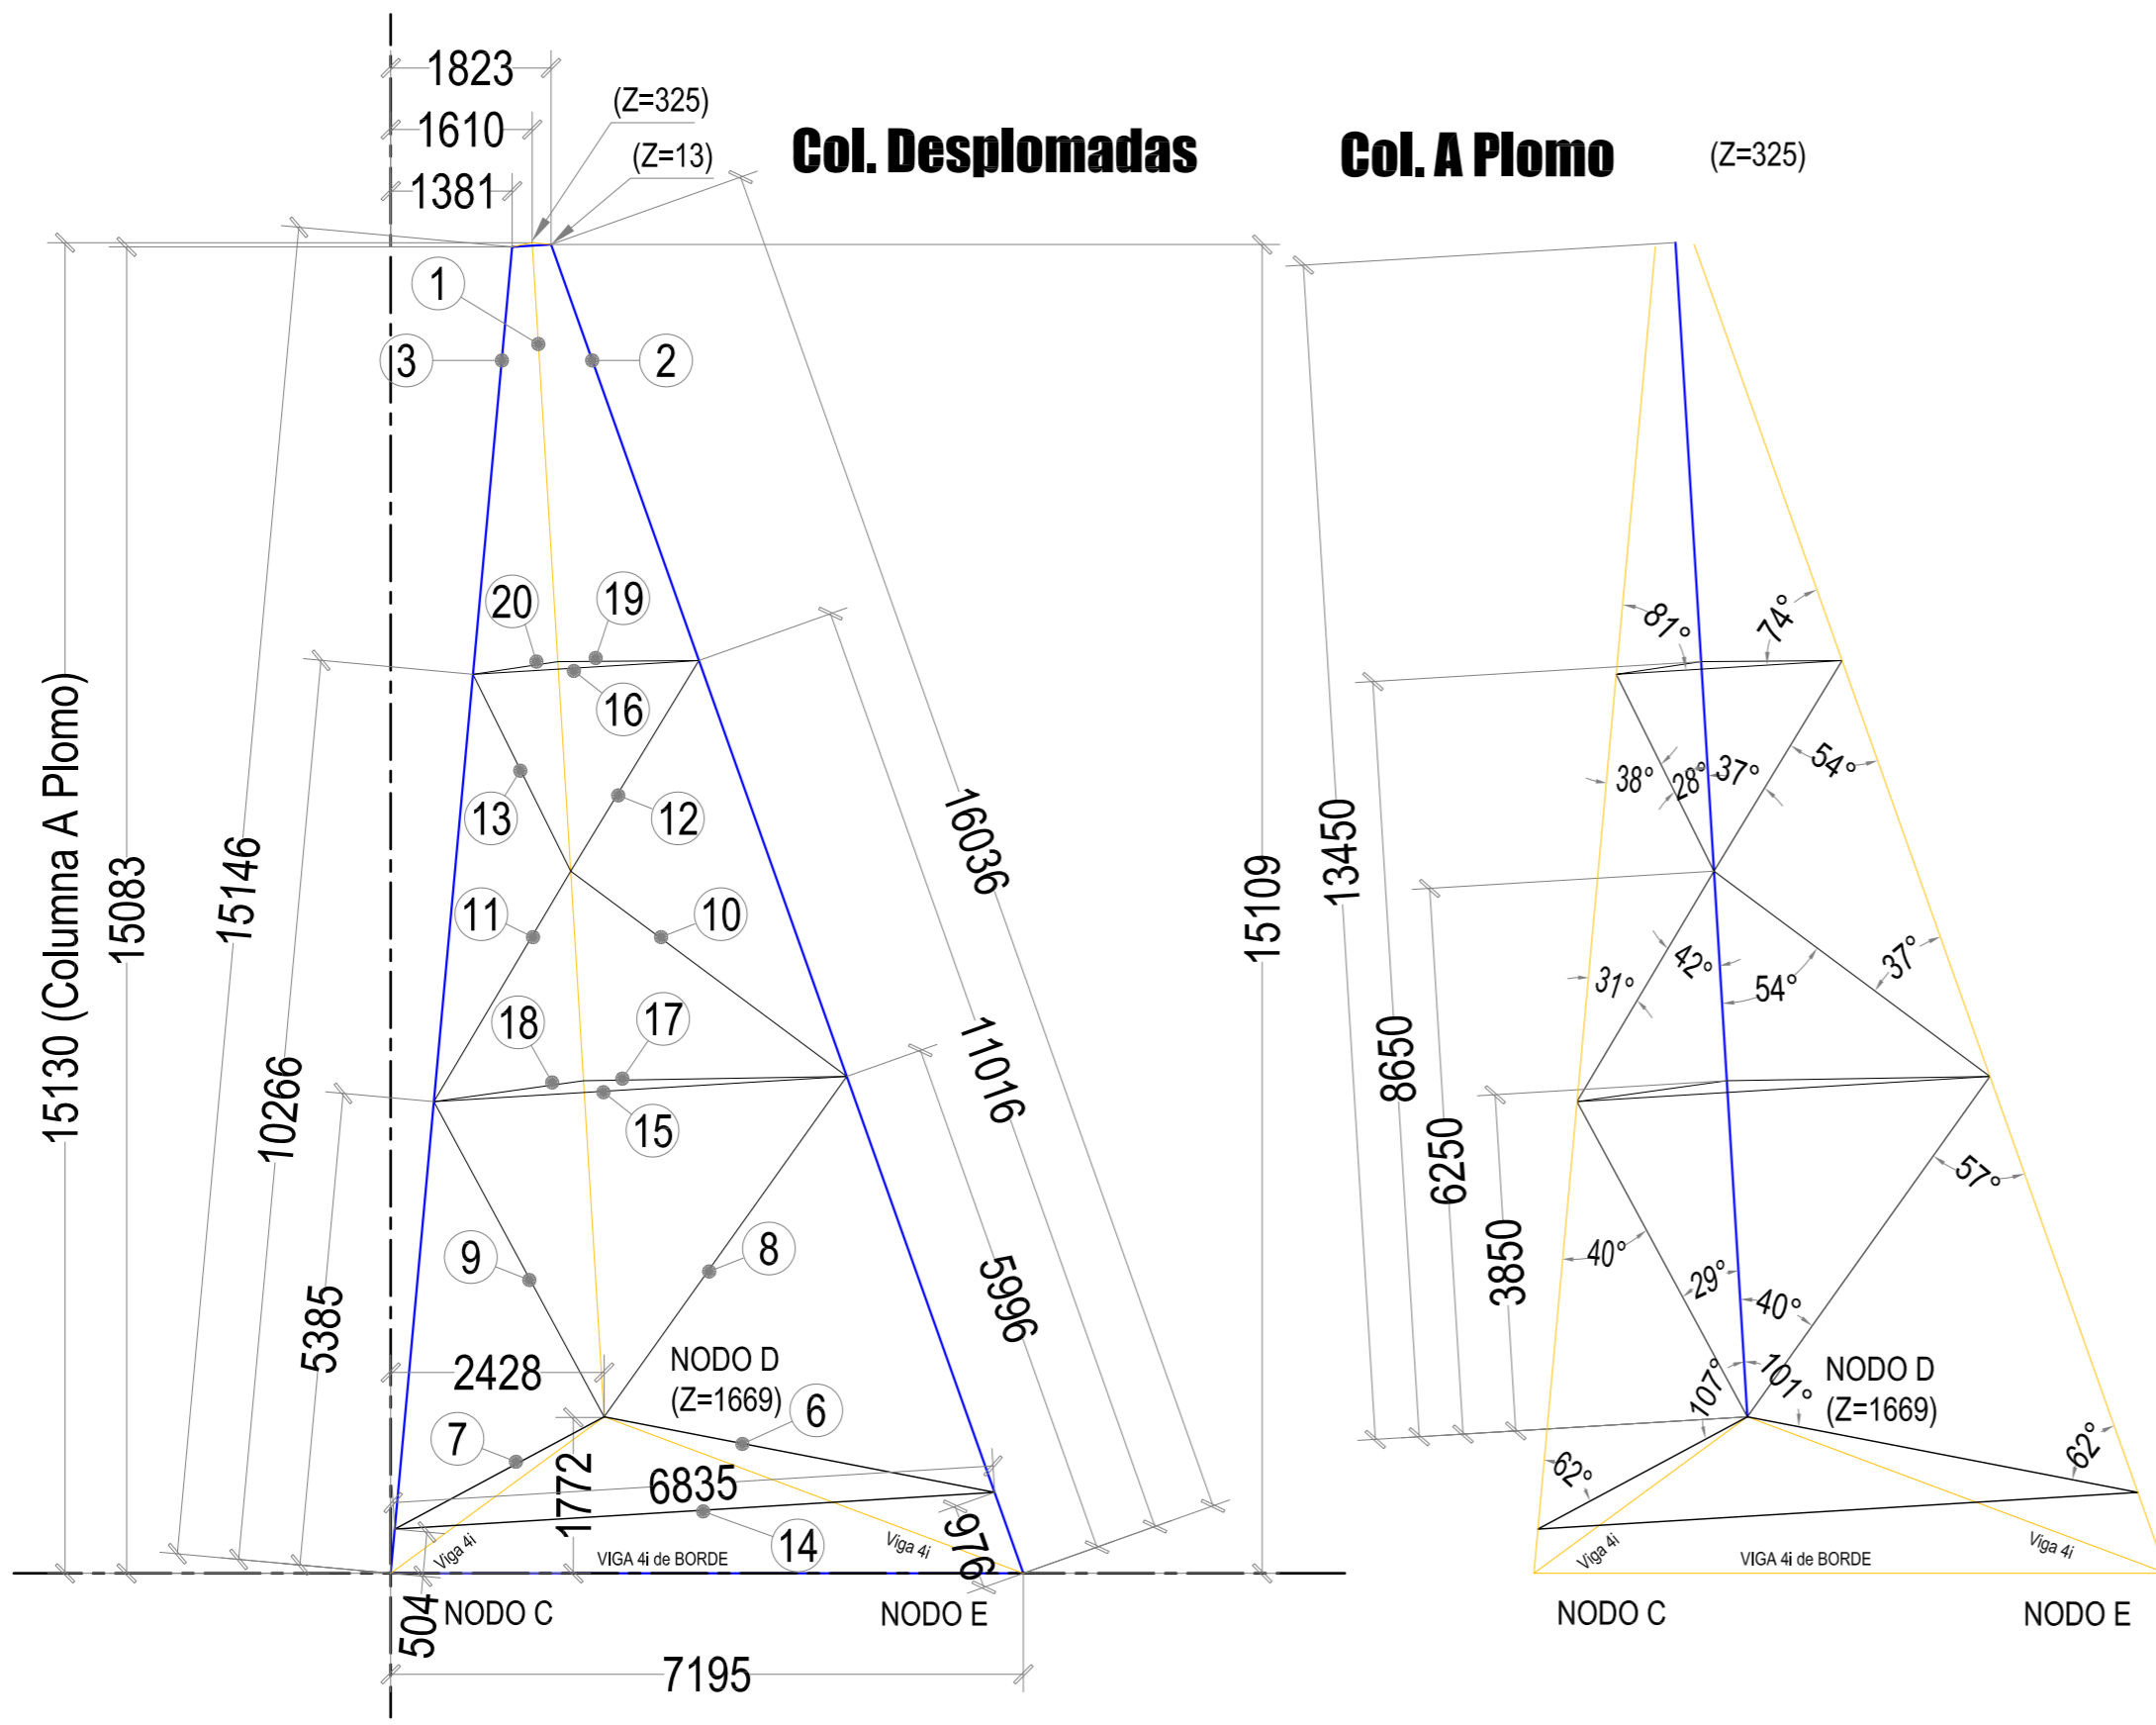 1823
(Z=325)
1610
(Z=13)
1381
Col. Desplomadas
Col. A Plomo
(Z=325)
1
3
2
20
19
16
13
12
11
10
18
17
15
9
8
7
6
14
15130 (Columna A Plomo)
15083
15146
10266
5385
16036
11016
5996
15109
2428
NODO D
(Z=1669)
1772
6835
976
504
Viga 4i
VIGA 4i de BORDE
Viga 4i
NODO C
NODO E
7195
13450
8650
6250
3850
81°
74°
38°
28°
37°
54°
31°
42°
54°
37°
57°
40°
29°
40°
107°
101°
NODO D
(Z=1669)
62°
62°
Viga 4i
VIGA 4i de BORDE
Viga 4i
NODO C
NODO E